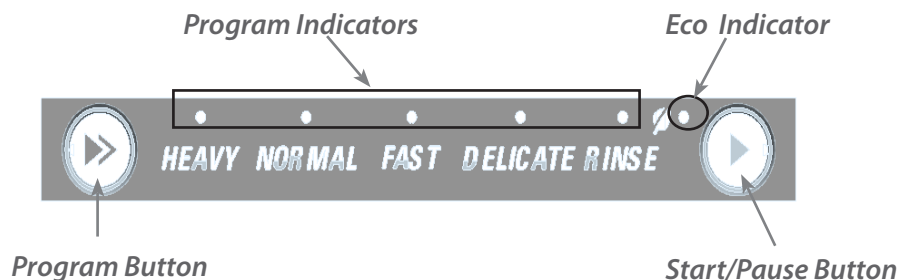 Program Indicators
Eco Indicator
HEAVY NORMAL FAST DELICATE RINSE
Program Button
Start/Pause Button